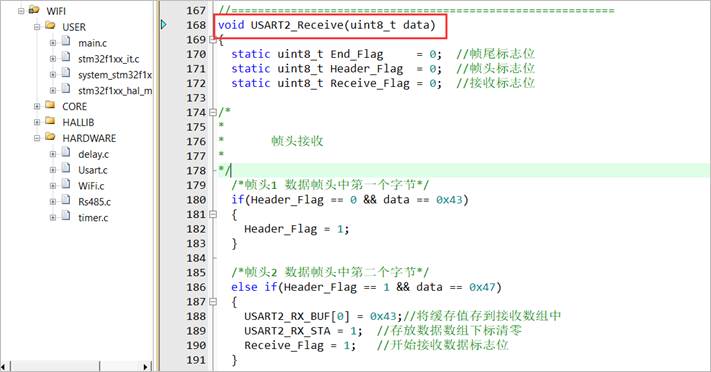 WIFI
USER
main.c
stm32f1xx_it.c
system_stm32f1
stm32f1xx_hal_m
CORE
HALLIB
HARDWARE
delay.c
Usart.c
WiFi.c
Rs485.c
timer.c
167 //=====================================================
168 void USART2_Receive(uint8_t data)
169 {
170 static uint8_t End_Flag = 0; //帧尾标志位
171 static uint8_t Header_Flag = 0; //帧头标志位
172 static uint8_t Receive_Flag = 0; //接收标志位
173
174 /*
175 *
176 * 帧头接收
177 *
178 */
179 /*帧头1 数据帧头中第一个字节*/
180 if(Header_Flag == 0 && data == 0x43)
181 {
182 Header_Flag = 1;
183 }
184
185 /*帧头2 数据帧头中第二个字节*/
186 else if(Header_Flag == 1 && data == 0x47)
187 {
188 USART2_RX_BUF[0] = 0x43;//将缓存值存到接收数组中
189 USART2_RX_STA = 1; //存放数据数组下标清零
190 Receive_Flag = 1; //开始接收数据标志位
191 }